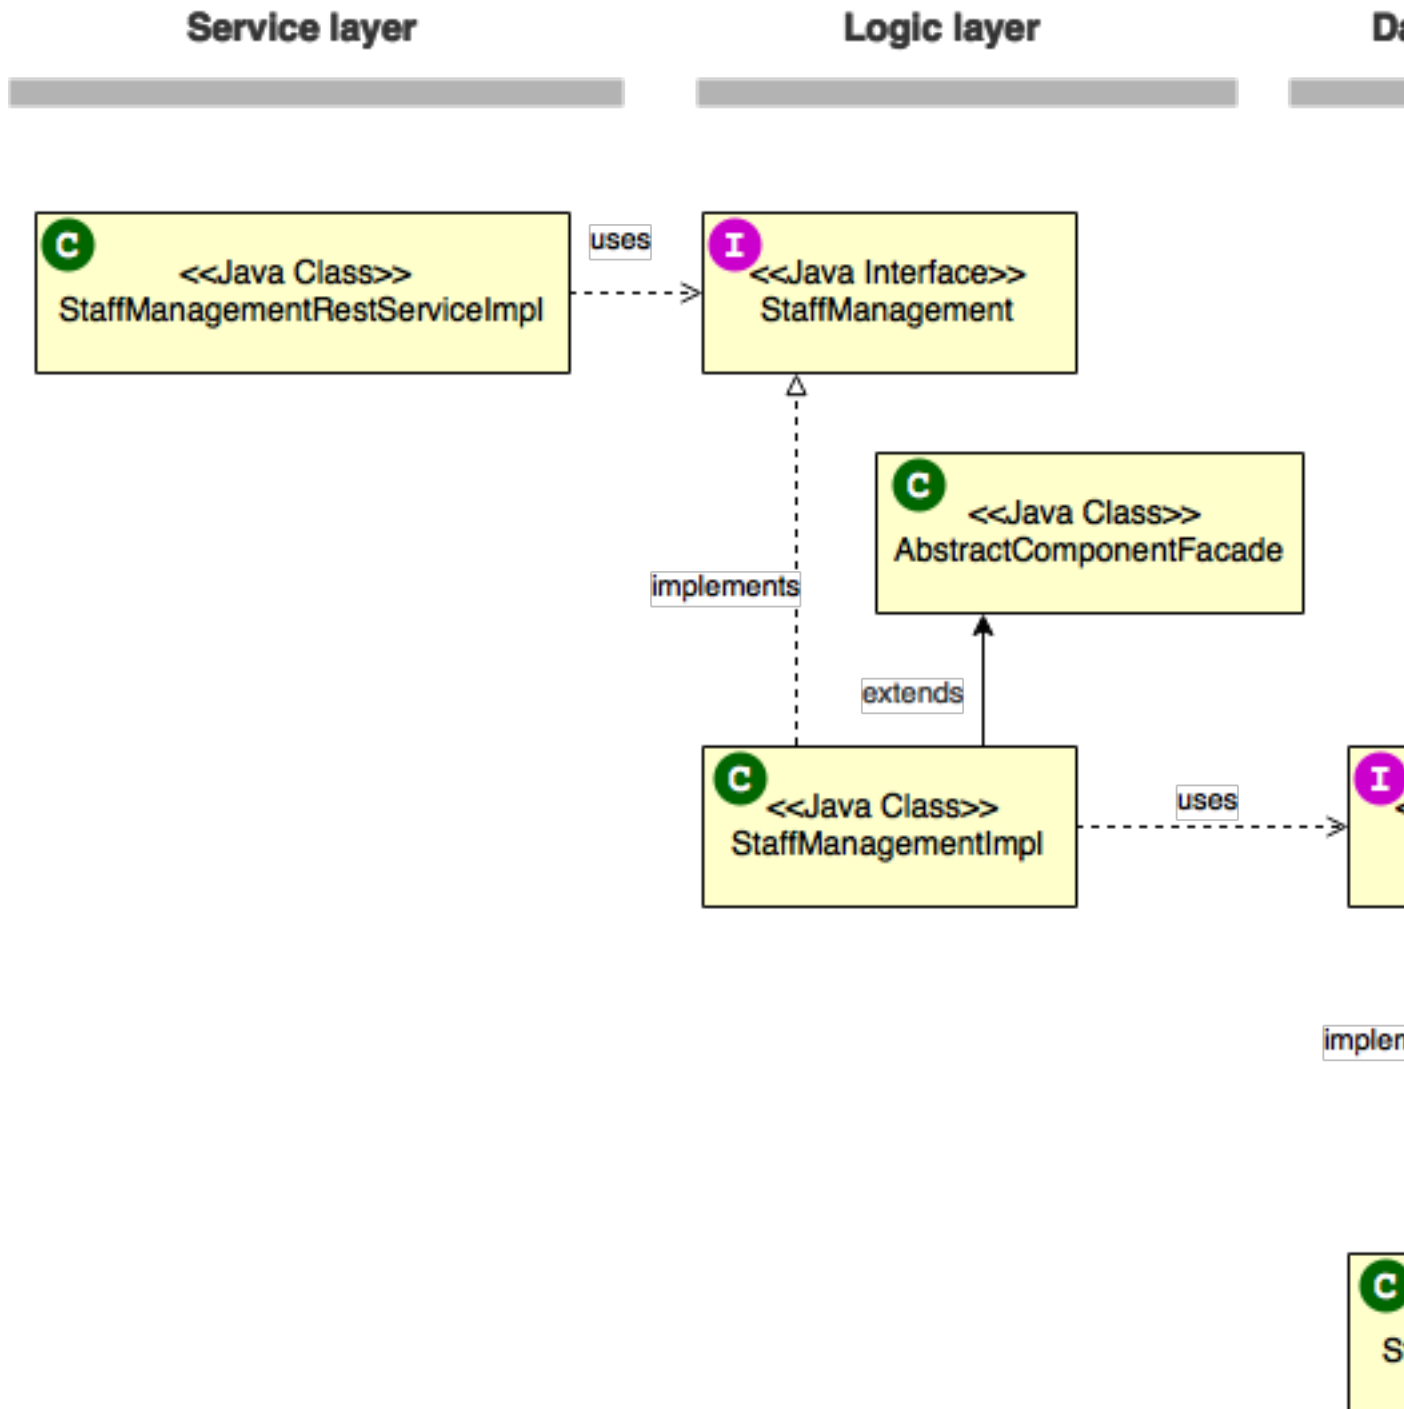 Service layer
Logic layer
C
<<Java Class>>
StaffManagementRestServiceImpl
uses
I
<<Java Interface>>
StaffManagement
C
<<Java Class>>
AbstractComponentFacade
implements
extends
C
<<Java Class>>
StaffManagementImpl
uses
I
C